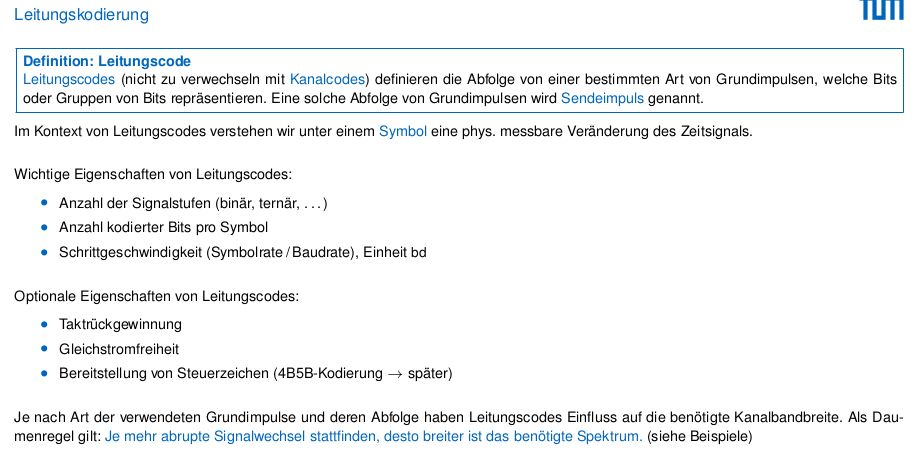 Leitungskodierung
TUM
Definition: Leitungscode
Leitungscodes (nicht zu verwechseln mit Kanalcodes) definieren die Abfolge von einer bestimmten Art von Grundimpulsen, welche Bits
oder Gruppen von Bits repräsentieren. Eine solche Abfolge von Grundimpulsen wird Sendeimpuls genannt.
Im Kontext von Leitungscodes verstehen wir unter einem Symbol eine phys. messbare Veränderung des Zeitsignals.
Wichtige Eigenschaften von Leitungscodes:
• Anzahl der Signalstufen (binär, ternär, . . . )
• Anzahl kodierter Bits pro Symbol
• Schrittgeschwindigkeit (Symbolrate / Baudrate), Einheit bd
Optionale Eigenschaften von Leitungscodes:
• Taktrückgewinnung
• Gleichstromfreiheit
• Bereitstellung von Steuerzeichen (4B5B-Kodierung → später)
Je nach Art der verwendeten Grundimpulse und deren Abfolge haben Leitungscodes Einfluss auf die benötigte Kanalbandbreite. Als Dau-
menregel gilt: Je mehr abrupte Signalwechsel stattfinden, desto breiter ist das benötigte Spektrum. (siehe Beispiele)